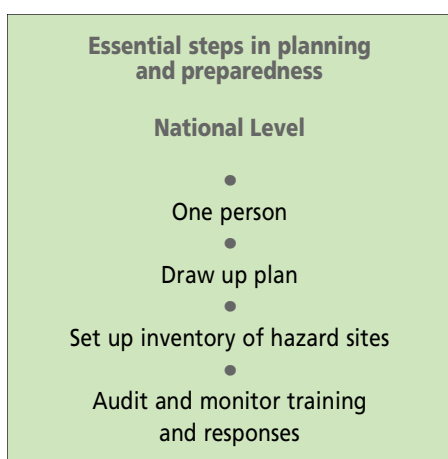 Essential steps in planning
and preparedness
National Level
•
One person
•
Draw up plan
•
Set up inventory of hazard sites
•
Audit and monitor training
and responses